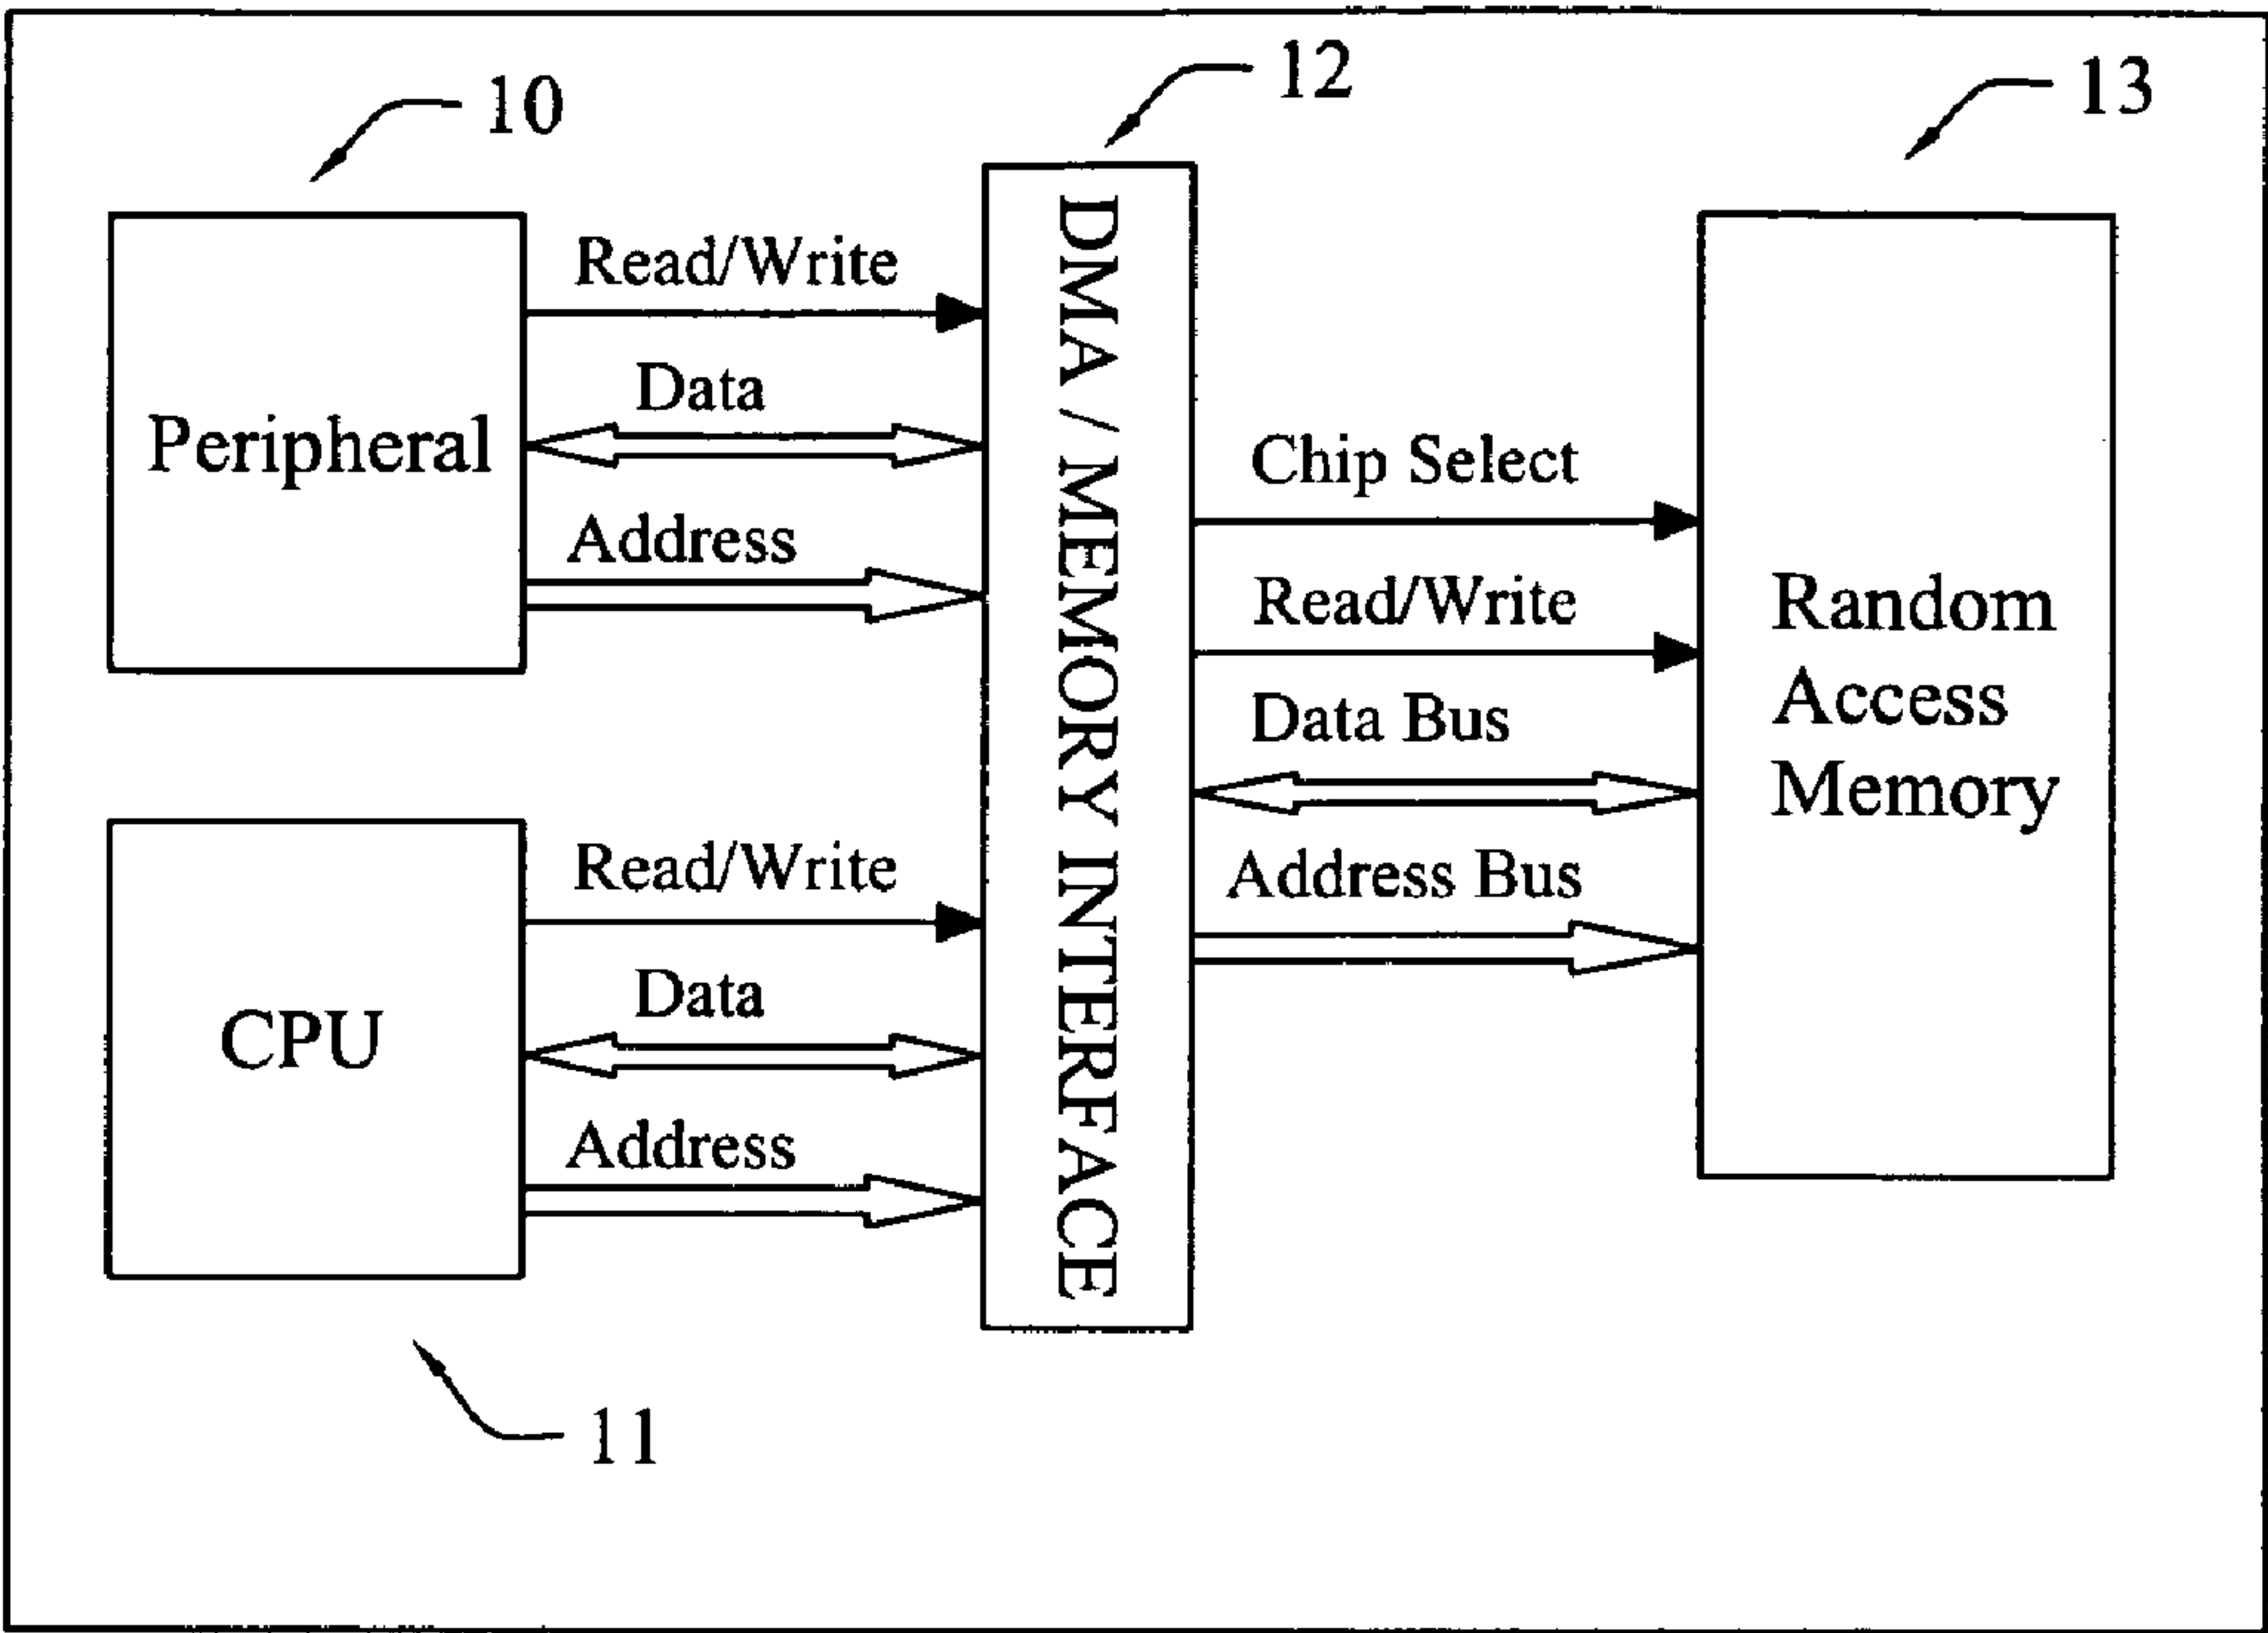 10
12
13
Peripheral
Read/Write
Data
Address
DMA / MEMORY INTERFACE
Chip Select
Read/Write
Data Bus
Address Bus
Random
Access
Memory
CPU
Read/Write
Data
Address
11